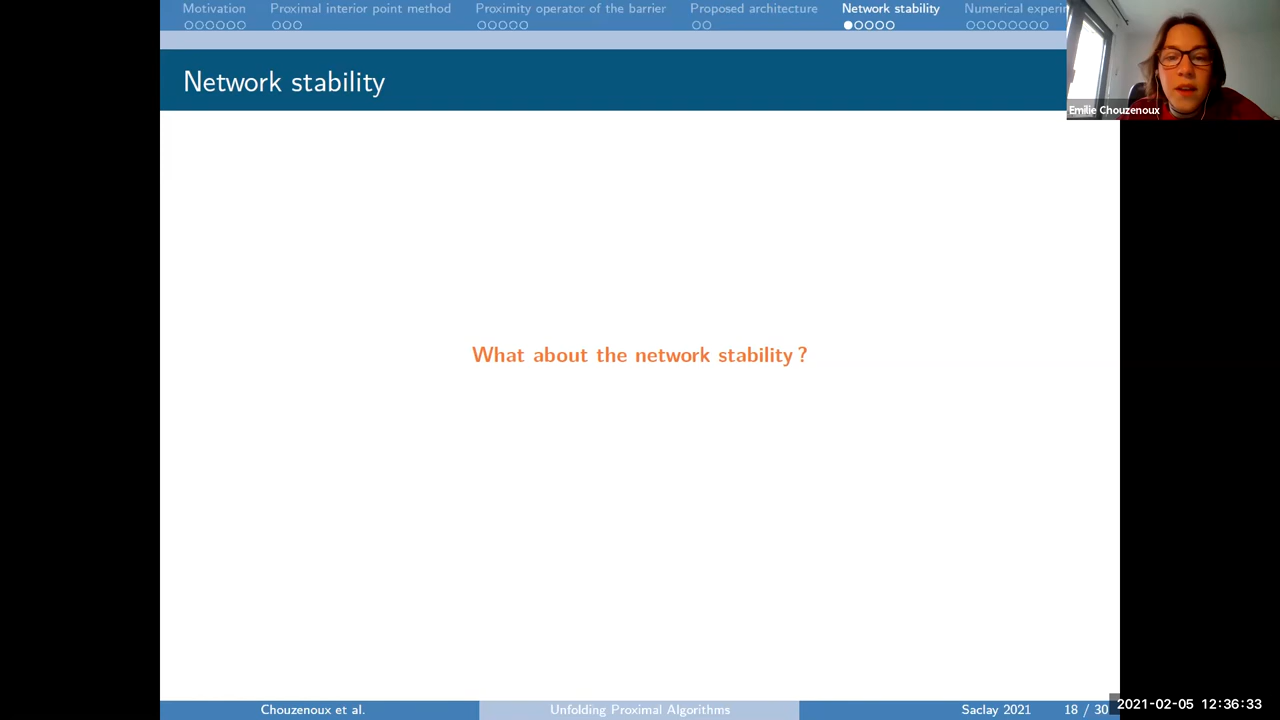 Motivation Proximal interior point method Proximity operator of the barrier Proposed architecture Network stability Numerical experim
Emilie Chouzenoux
Network stability
What about the network stability ?
Chouzenoux et al. Unfolding Proximal Algorithms Saclay 2021 18 / 30
2021-02-05 12:36:33